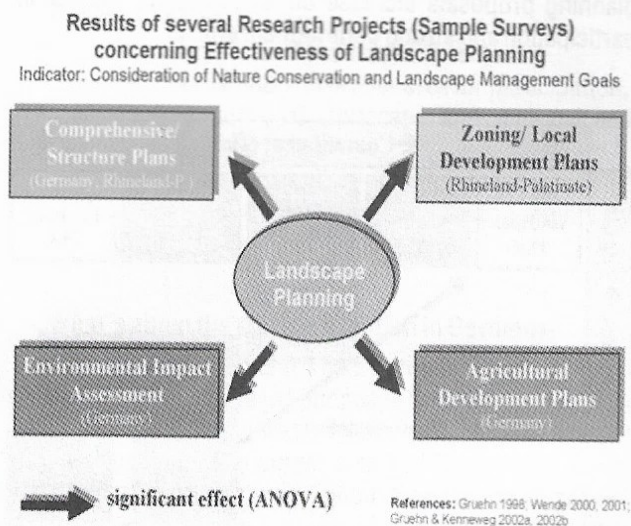 Results of several Research Projects (Sample Surveys)
concerning Effectiveness of Landscape Planning
Indicator: Consideration of Nature Conservation and Landscape Management Goals
Comprehensive/
Structure Plans
(Germany, Rhineland-P.)
Zoning/ Local
Development Plans
(Rhineland-Palatinate)
Landscape
Planning
Environmental Impact
Assessment
(Germany)
Agricultural
Development Plans
(Germany)
significant effect (ANOVA)
References: Gruehn 1998; Wende 2000, 2001;
Gruehn & Kenneweg 2002a, 2002b